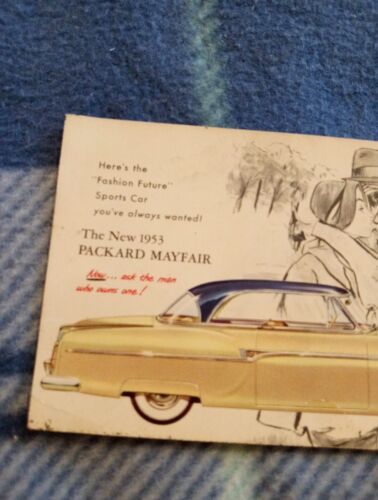 Here's the
"Fashion Future"
Sports Car
you've always wanted!
The New 1953
PACKARD MAYFAIR
Now... ask the man
who owns one!